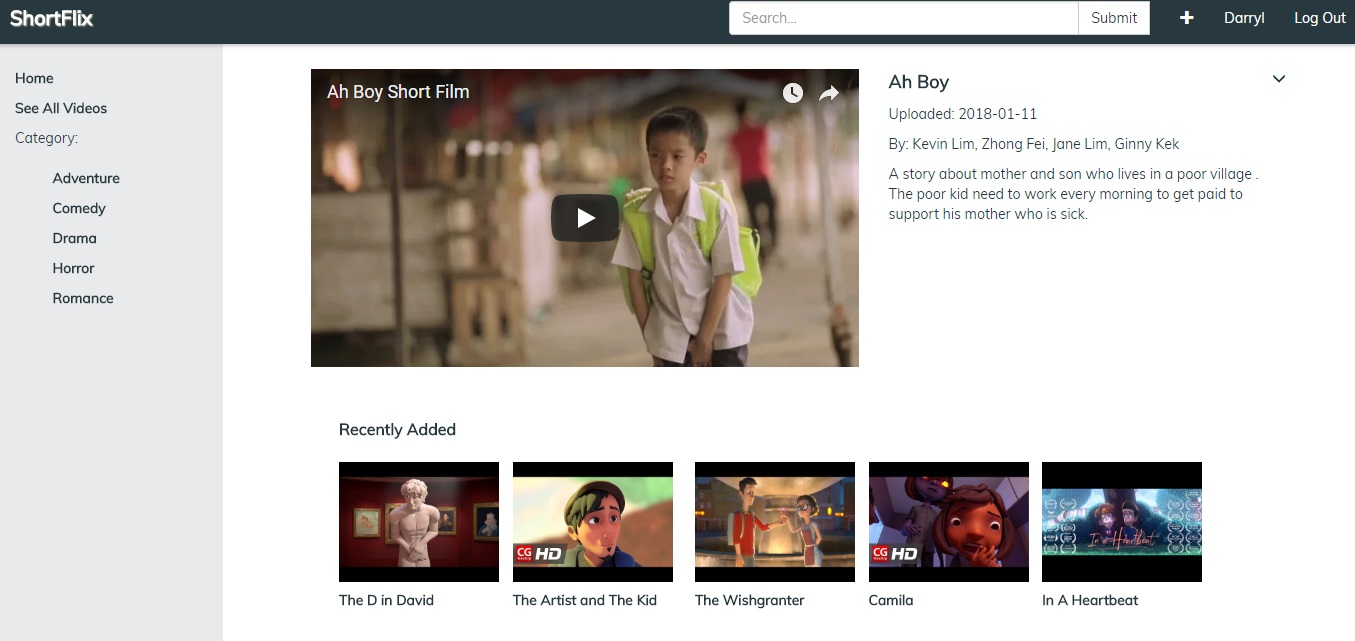 ShortFlix
Search...
Submit
Darryl
Log Out
Home
See All Videos
Category:
Adventure
Comedy
Drama
Horror
Romance
Ah Boy Short Film
Ah Boy
Uploaded: 2018-01-11
By: Kevin Lim, Zhong Fei, Jane Lim, Ginny Kek
A story about mother and son who lives in a poor village .
The poor kid need to work every morning to get paid to
support his mother who is sick.
Recently Added
CG HD
CG HD
In a Heartbeat
The D in David
The Artist and The Kid
The Wishgranter
Camila
In A Heartbeat